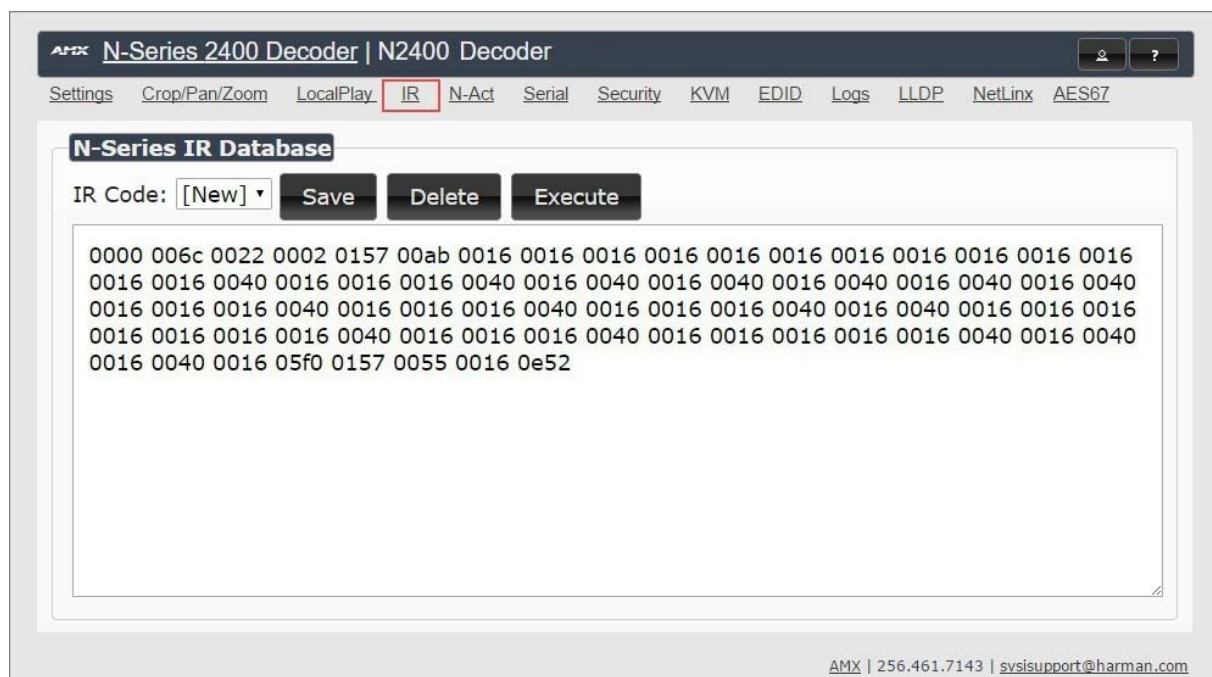 AMX N-Series 2400 Decoder | N2400 Decoder ?
Settings Crop/Pan/Zoom LocalPlay IR N-Act Serial Security KVM EDID Logs LLDP NetLinx AES67
N-Series IR Database
IR Code: [New] Save Delete Execute
0000 006c 0022 0002 0157 00ab 0016 0016 0016 0016 0016 0016 0016 0016 0016 0016 0016
0016 0016 0040 0016 0016 0016 0040 0016 0040 0016 0040 0016 0040 0016 0040 0016 0040
0016 0016 0016 0040 0016 0016 0016 0040 0016 0016 0016 0040 0016 0040 0016 0016 0016
0016 0016 0016 0016 0040 0016 0016 0016 0040 0016 0016 0016 0016 0016 0040 0016 0040
0016 0040 0016 05f0 0157 0055 0016 0e52
AMX | 256.461.7143 | svsisupport@harman.com